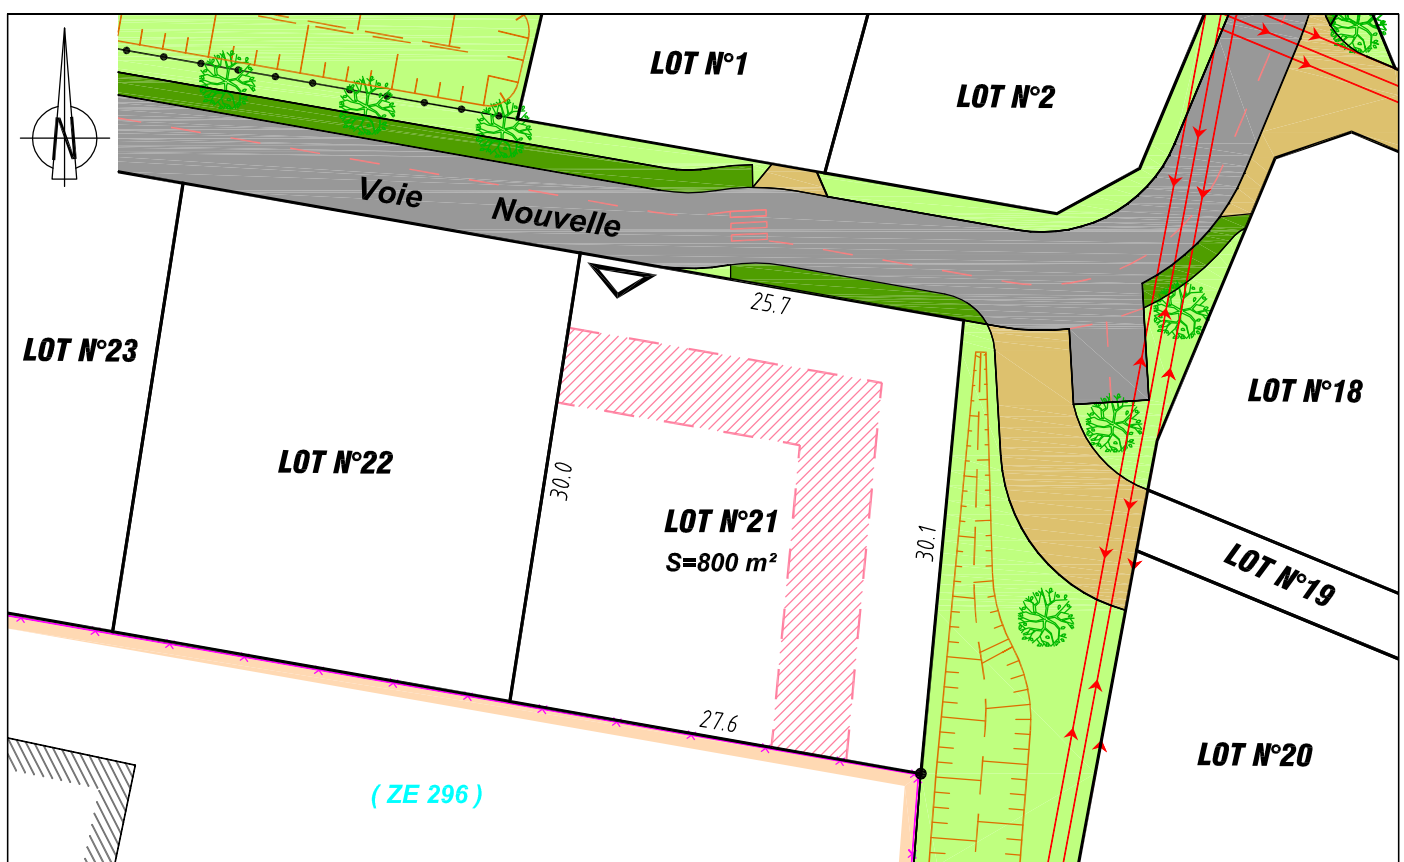 LOT N°1
LOT N°2
N
Voie Nouvelle
25.7
LOT N°23
LOT N°18
LOT N°22
30.0
LOT N°21
S=800 m²
30.1
LOT N°19
27.6
LOT N°20
( ZE 296 )